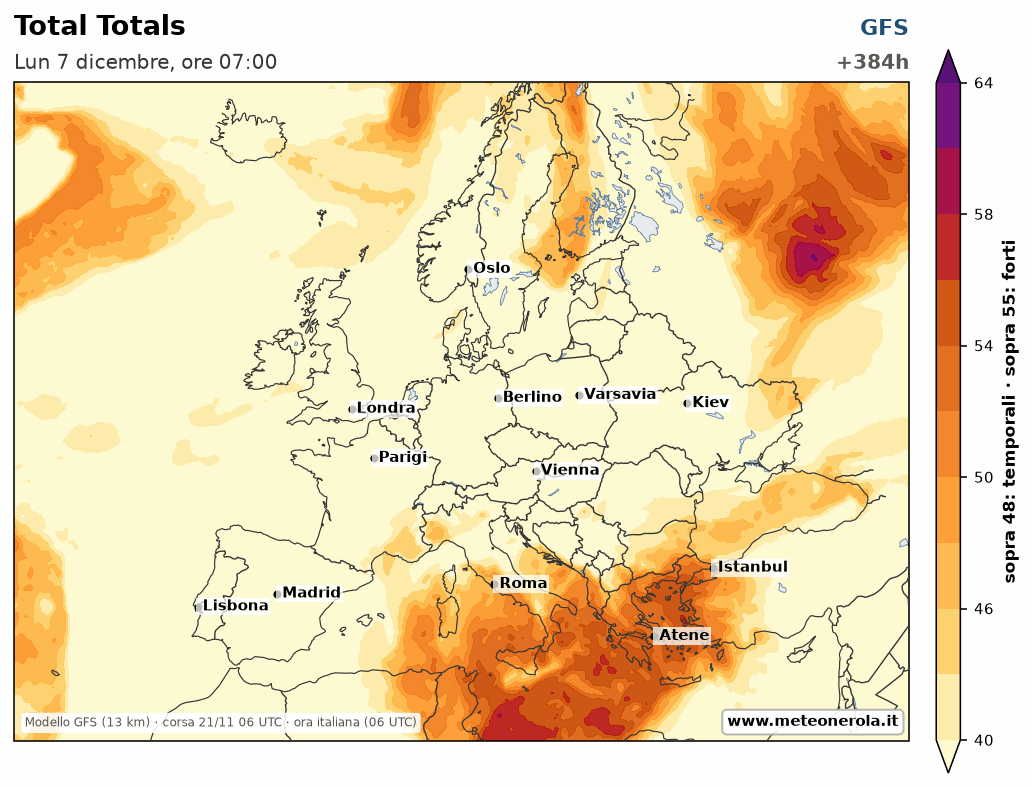 Total Totals
GFS
Lun 7 dicembre, ore 07:00
+384h
64
58
54
50
46
40
sopra 48: temporali · sopra 55: forti
Oslo
Londra
Berlino
Varsavia
Kiev
Parigi
Vienna
Istanbul
Roma
Madrid
Lisbona
Atene
Modello GFS (13 km) · corsa 21/11 06 UTC · ora italiana (06 UTC)
www.meteonerola.it